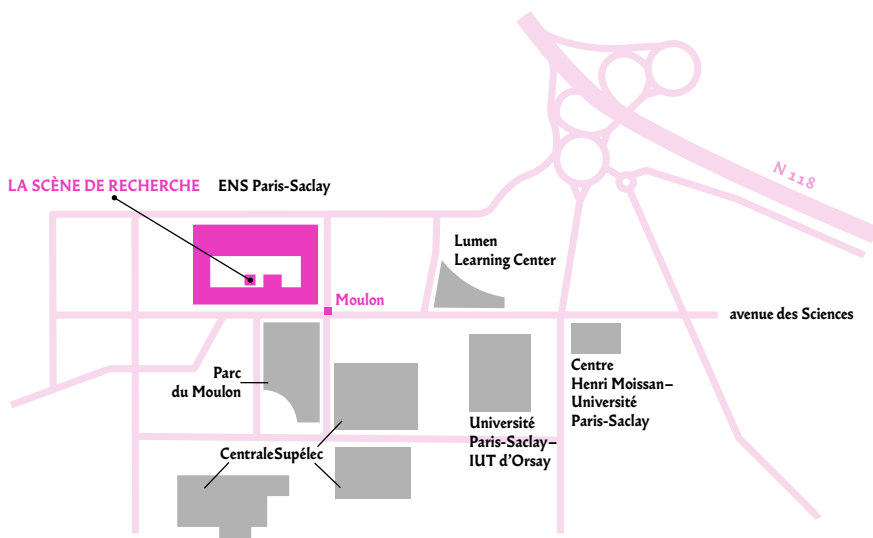 N 118
LA SCÈNE DE RECHERCHE
ENS Paris-Saclay
Lumen
Learning Center
Moulon
avenue des Sciences
Parc
du Moulon
Centre
Henri Moissan–
Université
Paris-Saclay
Université
Paris-Saclay–
IUT d'Orsay
CentraleSupélec